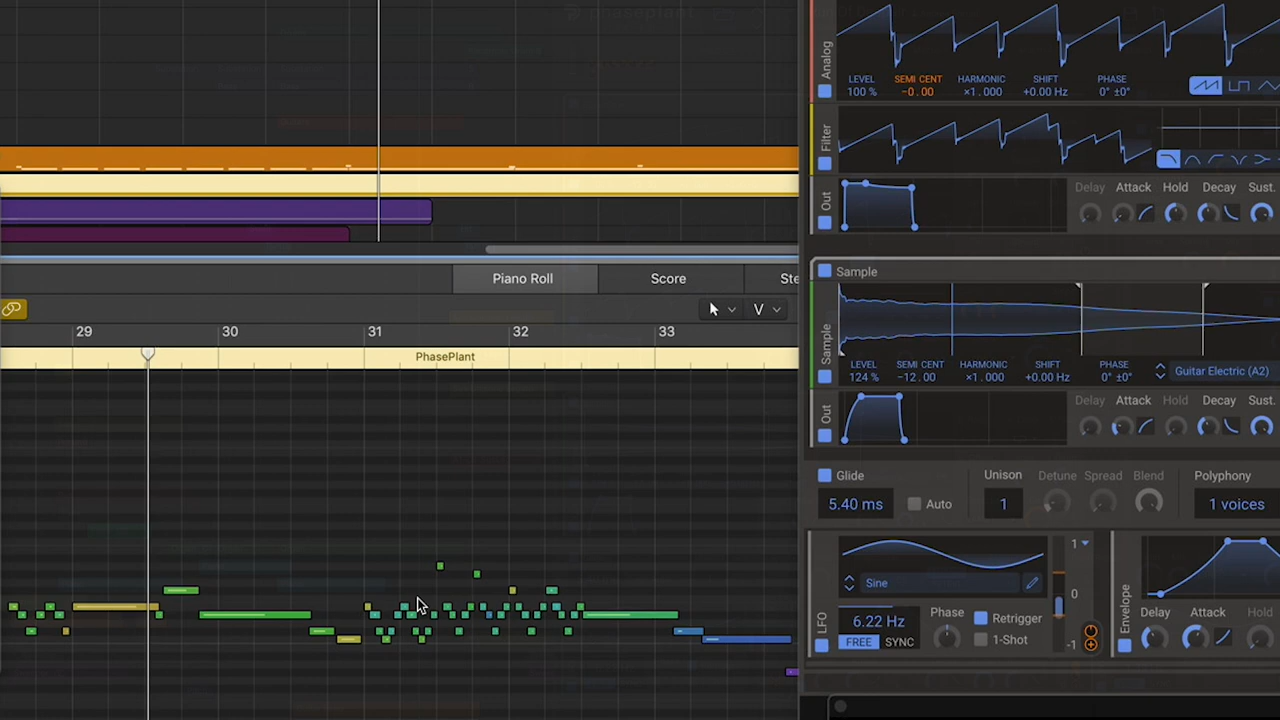 phaseplant
Analog
LEVEL SEMI CENT HARMONIC SHIFT PHASE
100 % −0.00 ×1.000 +0.00 Hz 0° ±0°
Filter
Out
Delay Attack Hold Decay Sust.
Piano Roll Score Ste
V
29 30 31 32 33
PhasePlant
Sample
Sample
LEVEL SEMI CENT HARMONIC SHIFT PHASE
124 % −12.00 ×1.000 +0.00 Hz 0° ±0° Guitar Electric (A2)
Out
Delay Attack Hold Decay Sust.
Glide Unison Detune Spread Blend Polyphony
5.40 ms Auto 1 1 voices
LFO
Sine
1
0
-1
6.22 Hz Phase Retrigger
FREE SYNC 1-Shot
Envelope
Delay Attack Hold